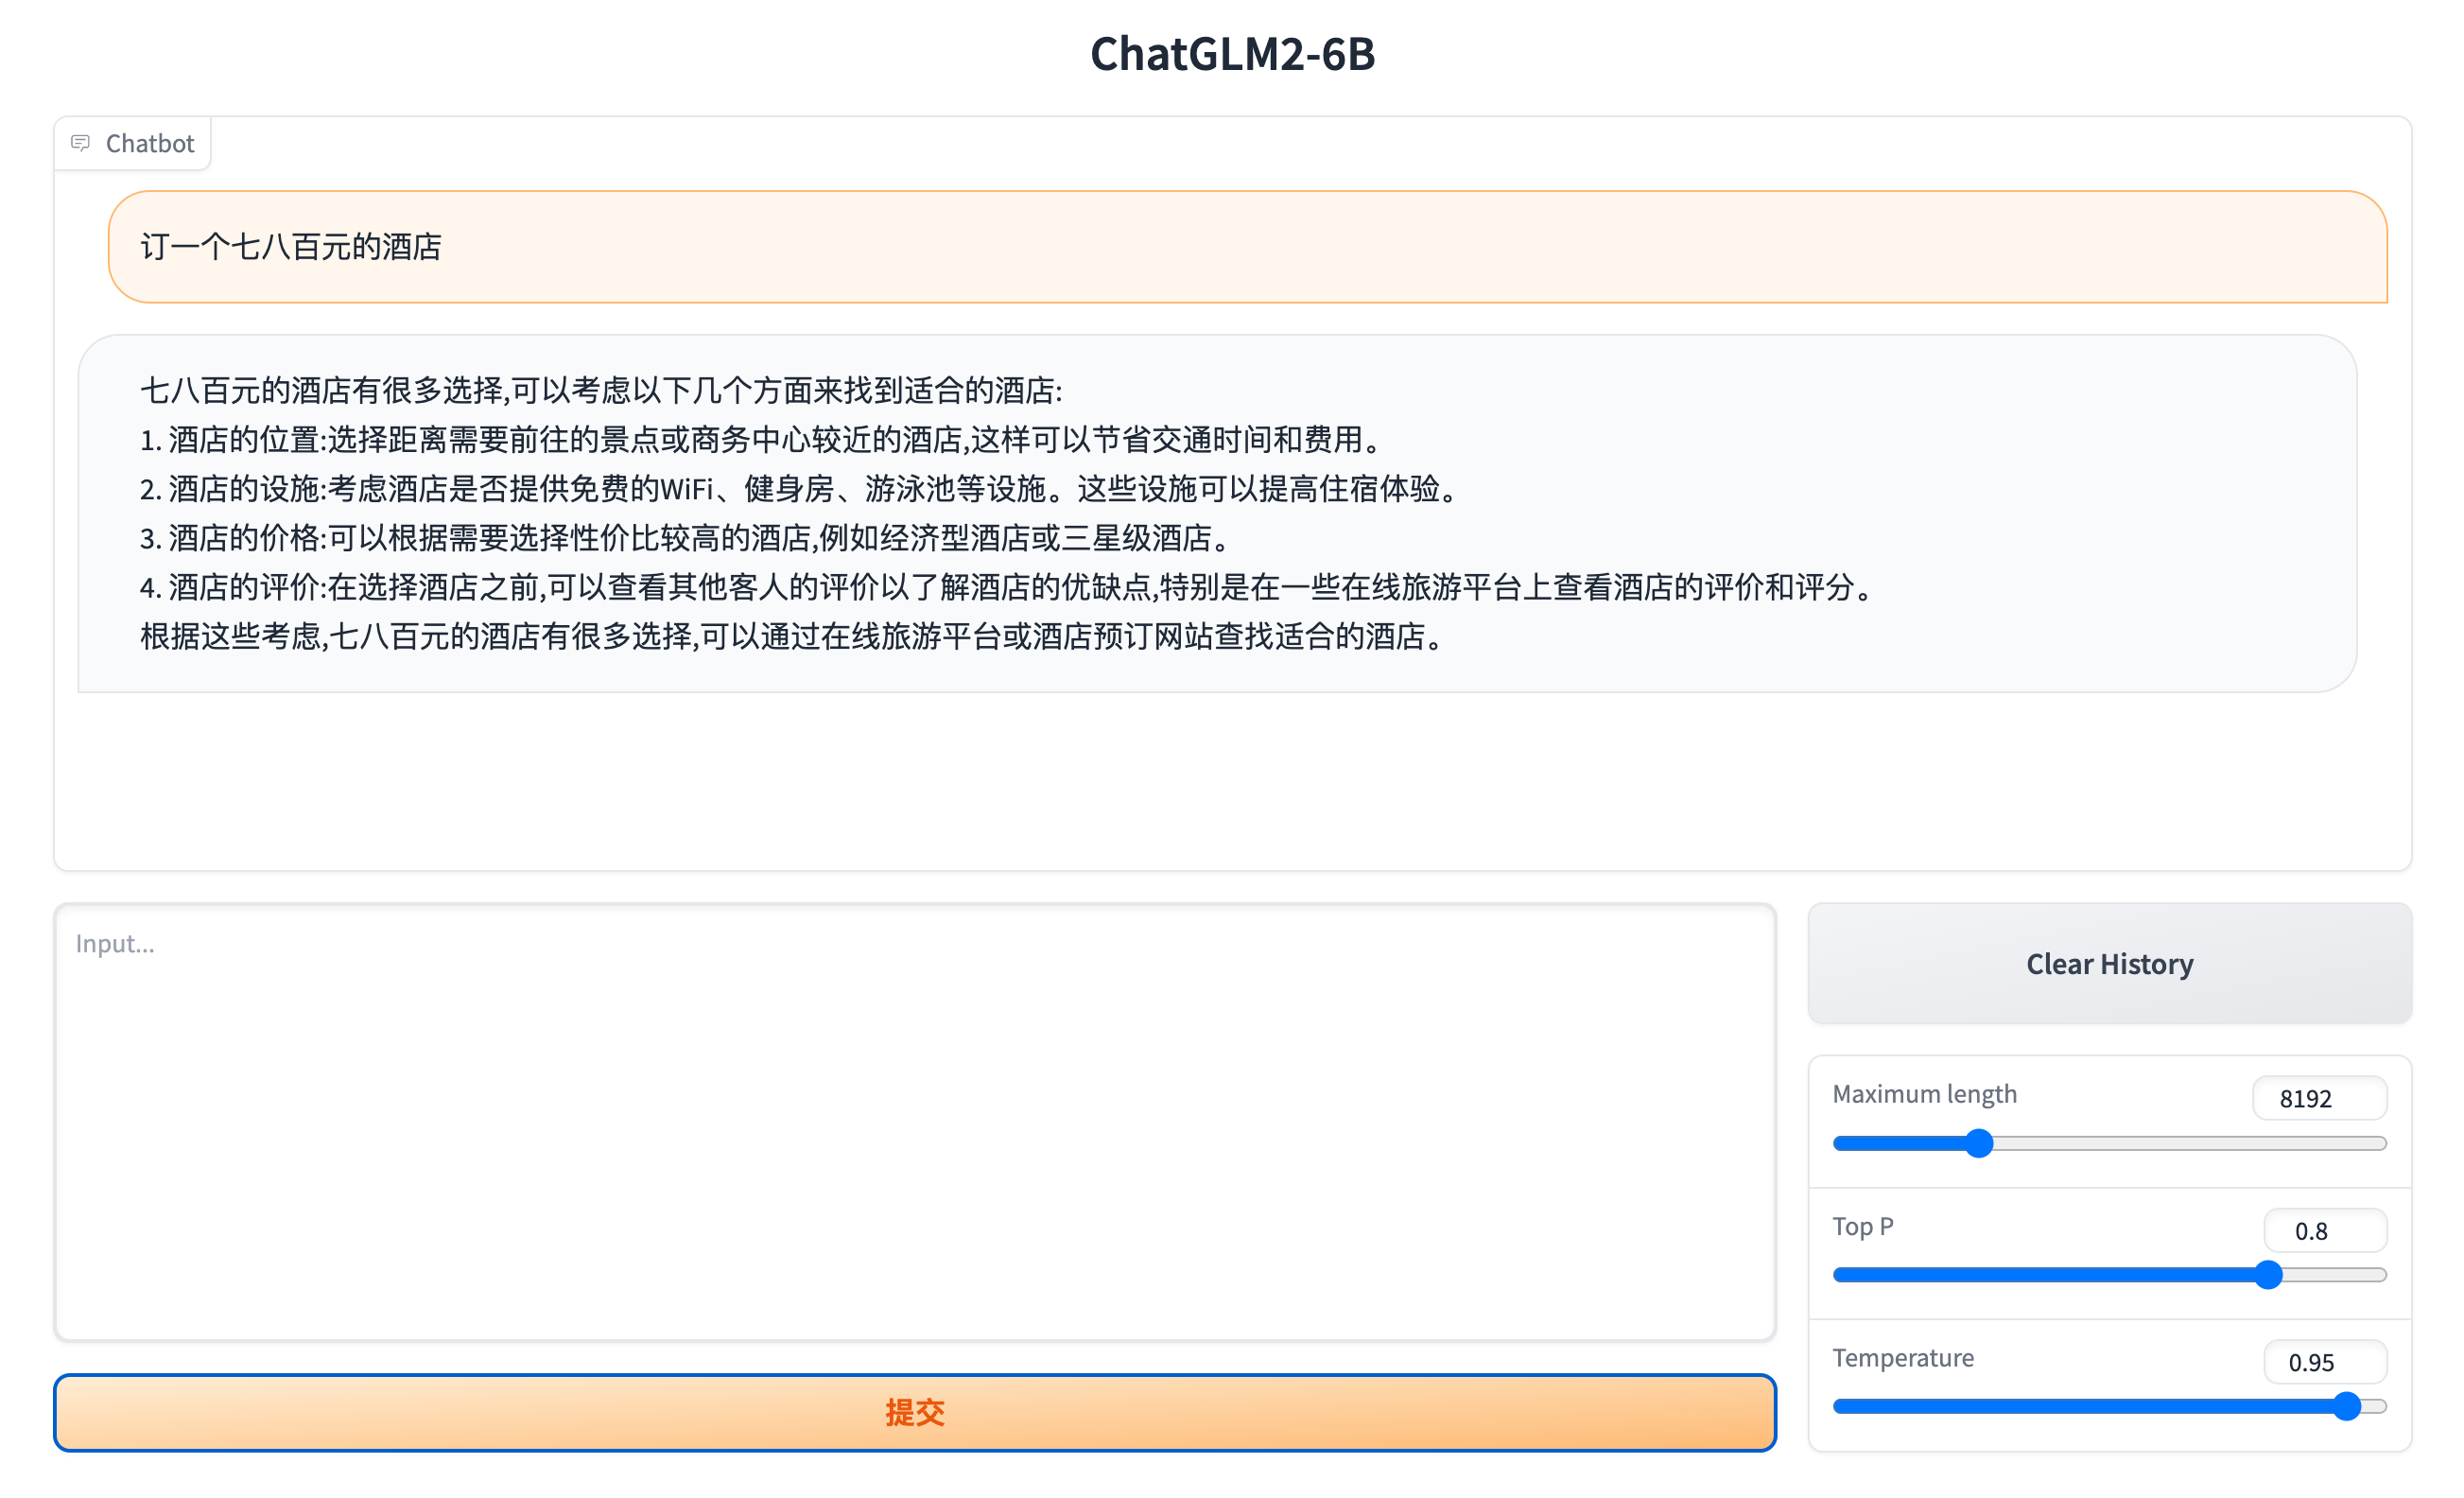 ChatGLM2-6B
Chatbot
订一个七八百元的酒店
七八百元的酒店有很多选择,可以考虑以下几个方面来找到适合的酒店:
1. 酒店的位置:选择距离需要前往的景点或商务中心较近的酒店,这样可以节省交通时间和费用。
2. 酒店的设施:考虑酒店是否提供免费的WiFi、健身房、游泳池等设施。这些设施可以提高住宿体验。
3. 酒店的价格:可以根据需要选择性价比较高的酒店,例如经济型酒店或三星级酒店。
4. 酒店的评价:在选择酒店之前,可以查看其他客人的评价以了解酒店的优缺点,特别是在一些在线旅游平台上查看酒店的评价和评分。
根据这些考虑,七八百元的酒店有很多选择,可以通过在线旅游平台或酒店预订网站查找适合的酒店。
Input...
提交
Clear History
Maximum length 8192
Top P 0.8
Temperature 0.95